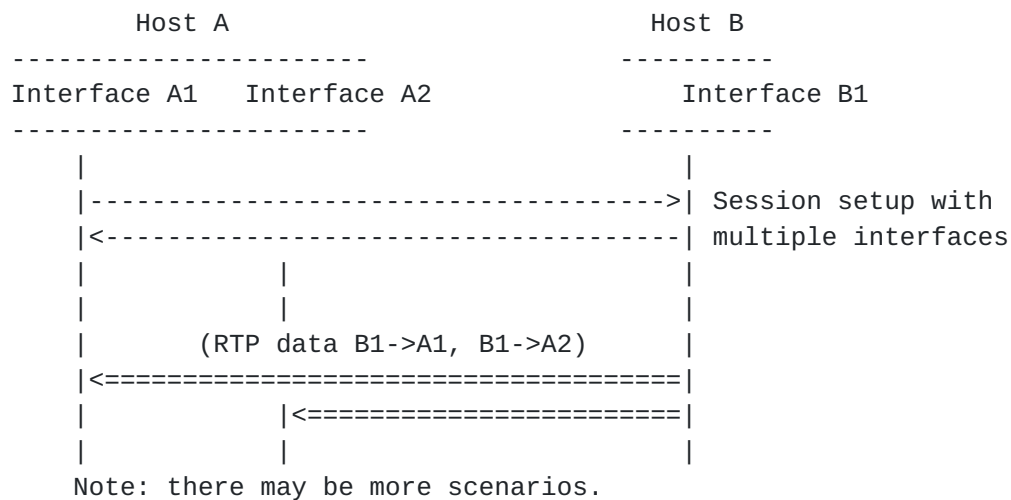 Host A Host B
Interface A1 Interface A2 Interface B1
Session setup with
multiple interfaces
(RTP data B1->A1, B1->A2)
Note: there may be more scenarios.